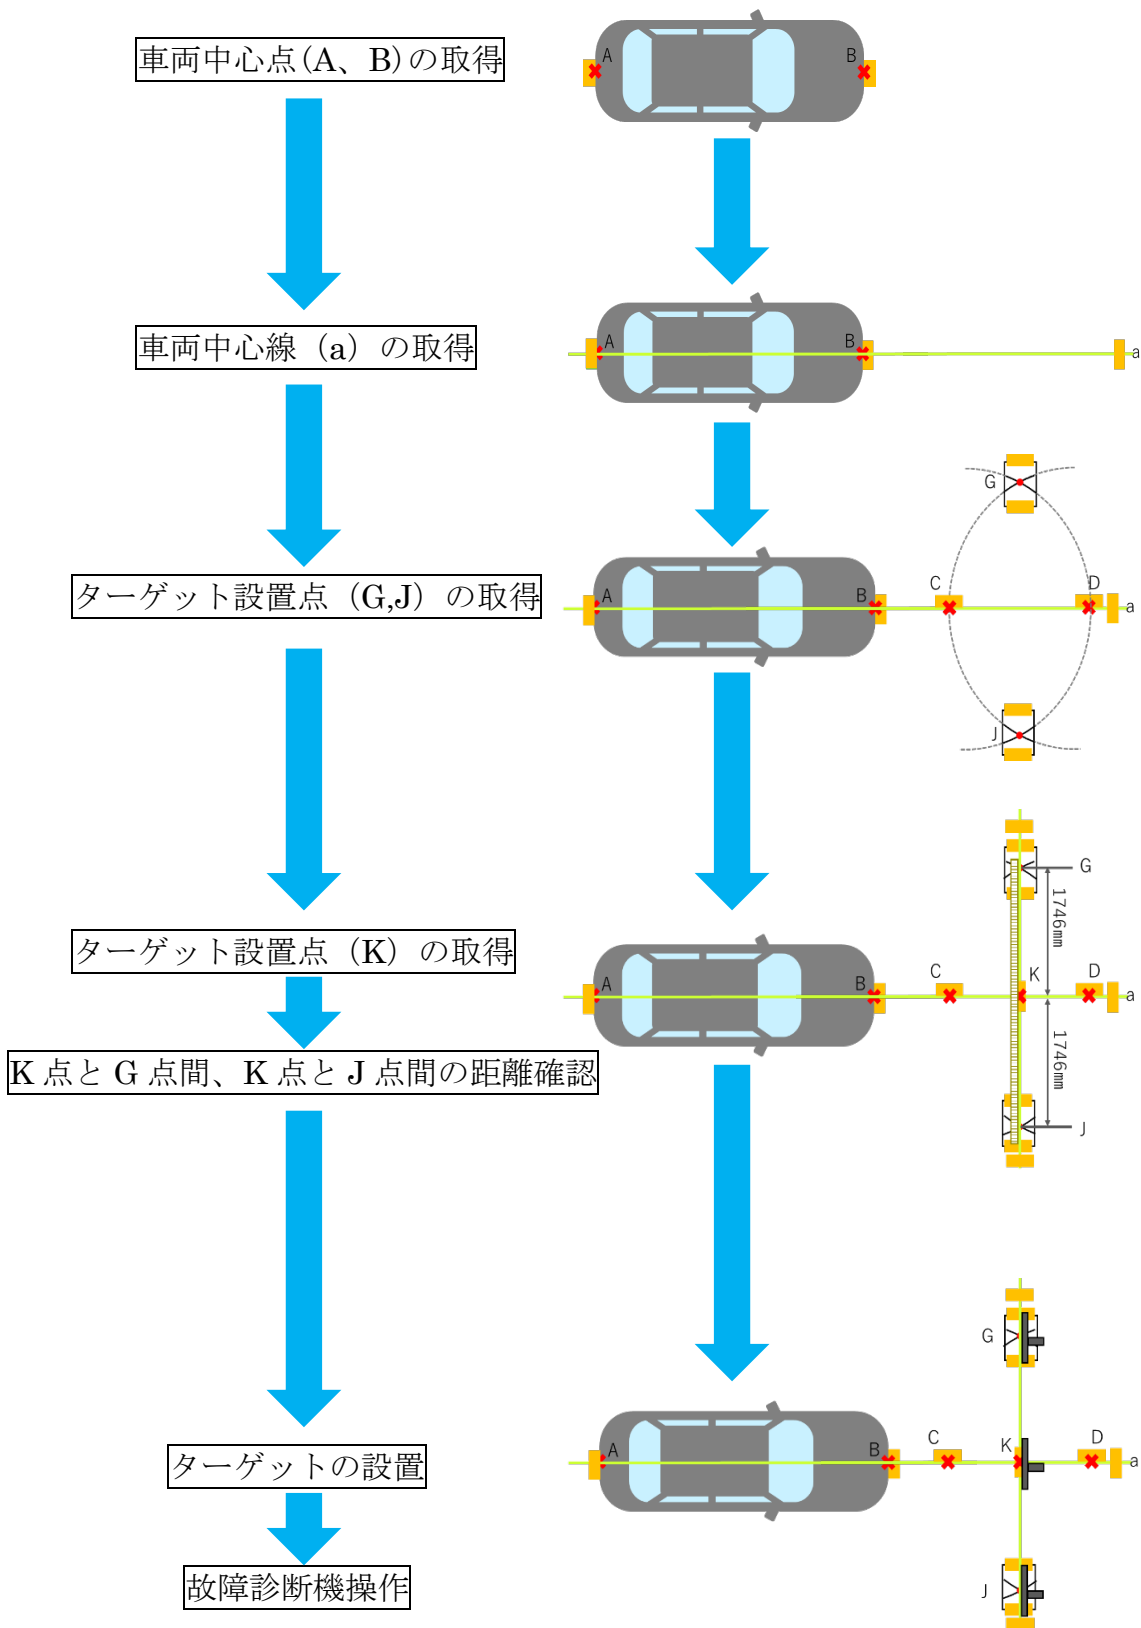 車両中心点(A、B)の取得
A
B
車両中心線（a）の取得
A
B
a
G
ターゲット設置点（G,J）の取得
A
B
C
D
a
J
G
1746mm
ターゲット設置点（K）の取得
A
B
C
K
D
a
K点とG点間、K点とJ点間の距離確認
1746mm
J
G
ターゲットの設置
A
B
C
K
D
a
故障診断機操作
J